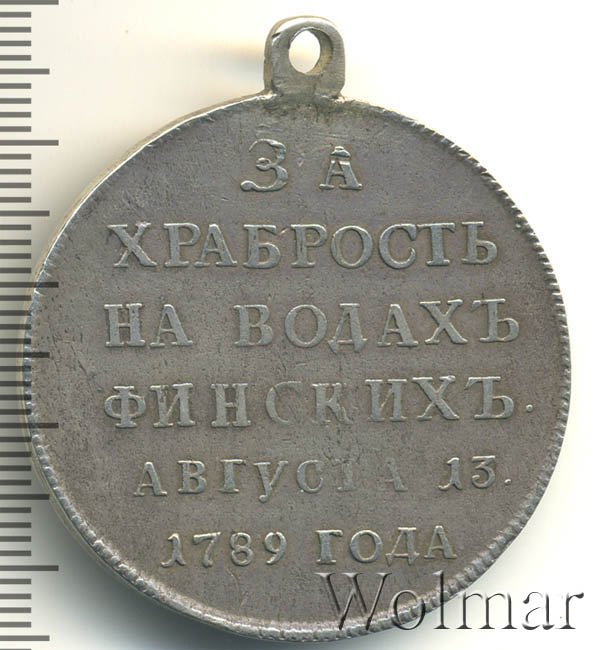 ЗА
ХРАБРОСТЬ
НА ВОДАХЪ
ФИНСКИХЪ.
АВГУСТА 13.
1789 ГОДА
Wolmar